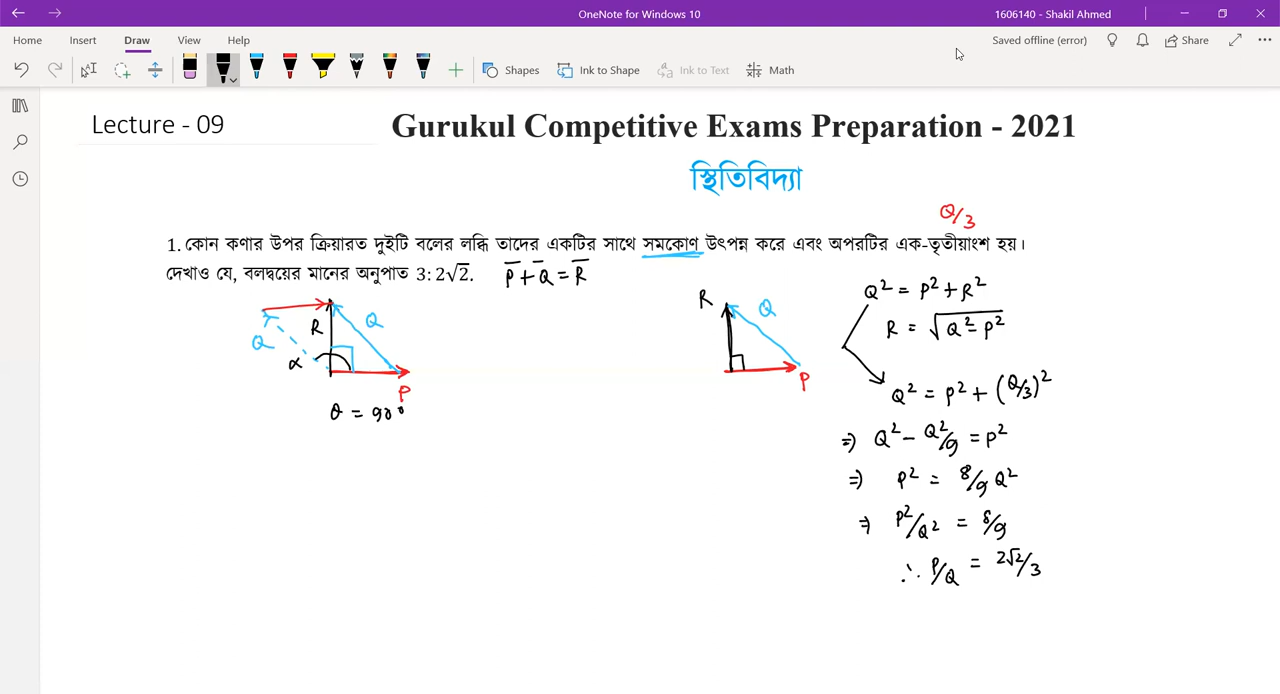 OneNote for Windows 10
1606140 - Shakil Ahmed
Home Insert Draw View Help
Saved offline (error)
Share
Shapes
Ink to Shape
Ink to Text
Math
Lecture - 09
Gurukul Competitive Exams Preparation - 2021
স্থিতিবিদ্যা
Q/3
1. কোন কণার উপর ক্রিয়ারত দুইটি বলের লব্ধি তাদের একটির সাথে সমকোণ উৎপন্ন করে এবং অপরটির এক-তৃতীয়াংশ হয়।
দেখাও যে, বলদ্বয়ের মানের অনুপাত 3: 2√2.
P̅ + Q̅ = R̅
R
Q
Q
α
P
θ = 90°
R
Q
P
Q² = P² + R²
R = √(Q² - P²)
Q² = P² + (Q/3)²
⇒) Q² - Q²/9 = P²
⇒) P² = 8/9 Q²
⇒) P²/Q² = 8/9
∴ P/Q = 2√2/3